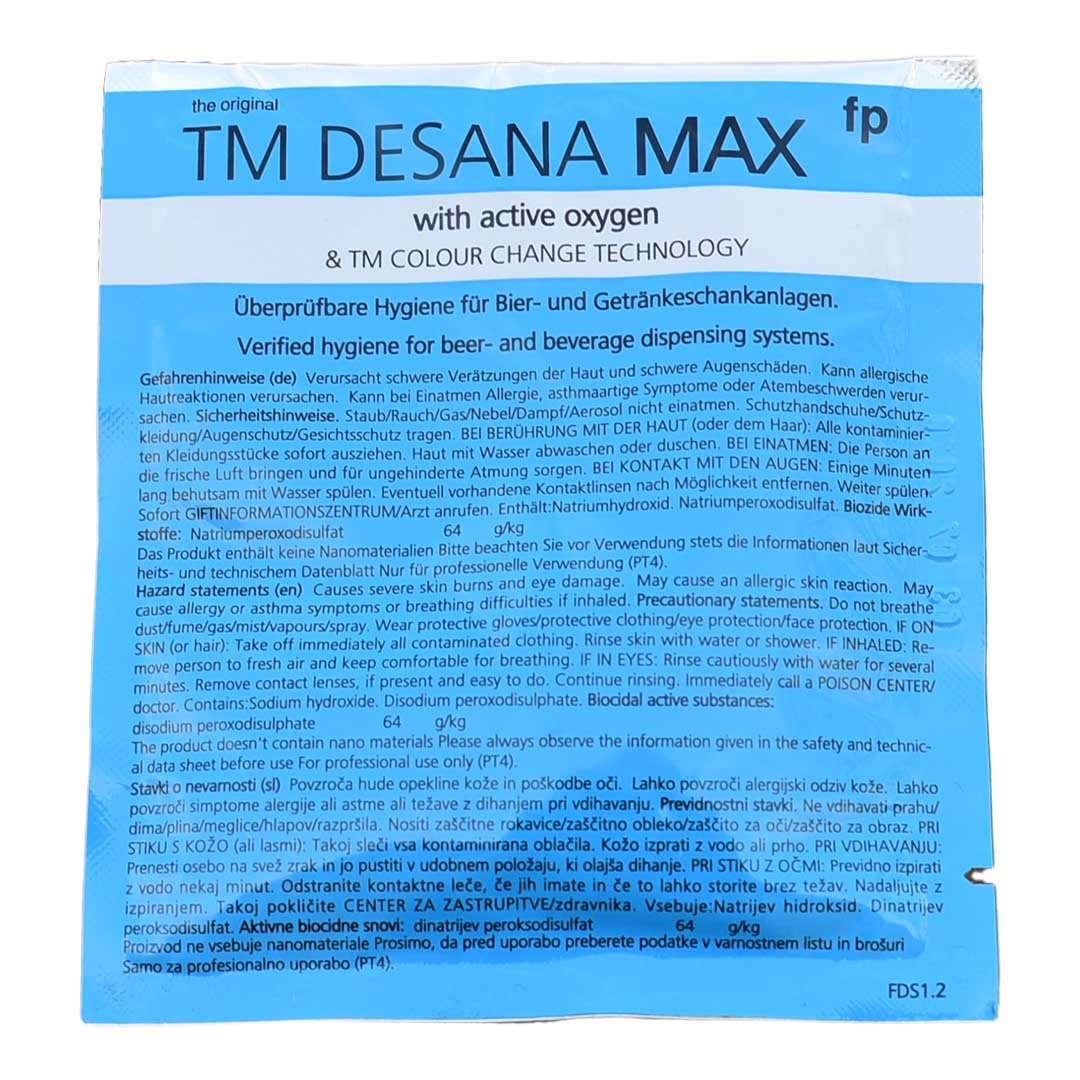 the original
TM DESANA MAX fp
with active oxygen
& TM COLOUR CHANGE TECHNOLOGY
Überprüfbare Hygiene für Bier- und Getränkeschankanlagen.
Verified hygiene for beer- and beverage dispensing systems.
Gefahrenhinweise (de) Verursacht schwere Verätzungen der Haut und schwere Augenschäden. Kann allergische
Hautreaktionen verursachen. Kann bei Einatmen Allergie, asthmaartige Symptome oder Atembeschwerden verur-
sachen. Sicherheitshinweise. Staub/Rauch/Gas/Nebel/Dampf/Aerosol nicht einatmen. Schutzhandschuhe/Schutz-
kleidung/Augenschutz/Gesichtsschutz tragen. BEI BERÜHRUNG MIT DER HAUT (oder dem Haar): Alle kontaminier-
ten Kleidungsstücke sofort ausziehen. Haut mit Wasser abwaschen oder duschen. BEI EINATMEN: Die Person an
die frische Luft bringen und für ungehinderte Atmung sorgen. BEI KONTAKT MIT DEN AUGEN: Einige Minuten
lang behutsam mit Wasser spülen. Eventuell vorhandene Kontaktlinsen nach Möglichkeit entfernen. Weiter spülen.
Sofort GIFTINFORMATIONSZENTRUM/Arzt anrufen. Enthält:Natriumhydroxid. Natriumperoxodisulfat. Biozide Wirk-
stoffe: Natriumperoxodisulfat 64 g/kg
Das Produkt enthält keine Nanomaterialien Bitte beachten Sie vor Verwendung stets die Informationen laut Sicher-
heits- und technischem Datenblatt Nur für professionelle Verwendung (PT4).
Hazard statements (en) Causes severe skin burns and eye damage. May cause an allergic skin reaction. May
cause allergy or asthma symptoms or breathing difficulties if inhaled. Precautionary statements. Do not breathe
dust/fume/gas/mist/vapours/spray. Wear protective gloves/protective clothing/eye protection/face protection. IF ON
SKIN (or hair): Take off immediately all contaminated clothing. Rinse skin with water or shower. IF INHALED: Re-
move person to fresh air and keep comfortable for breathing. IF IN EYES: Rinse cautiously with water for several
minutes. Remove contact lenses, if present and easy to do. Continue rinsing. Immediately call a POISON CENTER/
doctor. Contains:Sodium hydroxide. Disodium peroxodisulphate. Biocidal active substances:
disodium peroxodisulphate 64 g/kg
The product doesn't contain nano materials Please always observe the information given in the safety and technic-
al data sheet before use For professional use only (PT4).
Stavki o nevarnosti (sl) Povzroča hude opekline kože in poškodbe oči. Lahko povzroči alergijski odziv kože. Lahko
povzroči simptome alergije ali astme ali težave z dihanjem pri vdihavanju. Previdnostni stavki. Ne vdihavati prahu/
dima/plina/meglice/hlapov/razpršila. Nositi zaščitne rokavice/zaščitno obleko/zaščito za oči/zaščito za obraz. PRI
STIKU S KOŽO (ali lasmi): Takoj sleči vsa kontaminirana oblačila. Kožo izprati z vodo ali prho. PRI VDIHAVANJU:
Prenesti osebo na svež zrak in jo pustiti v udobnem položaju, ki olajša dihanje. PRI STIKU Z OČMI: Previdno izpirati
z vodo nekaj minut. Odstranite kontaktne leče, če jih imate in če to lahko storite brez težav. Nadaljujte z
izpiranjem. Takoj pokličite CENTER ZA ZASTRUPITVE/zdravnika. Vsebuje:Natrijev hidroksid. Dinatrijev
peroksodisulfat. Aktivne biocidne snovi: dinatrijev peroksodisulfat 64 g/kg
Proizvod ne vsebuje nanomateriale Prosimo, da pred uporabo preberete podatke v varnostnem listu in brošuri
Samo za profesionalno uporabo (PT4).
FDS1.2